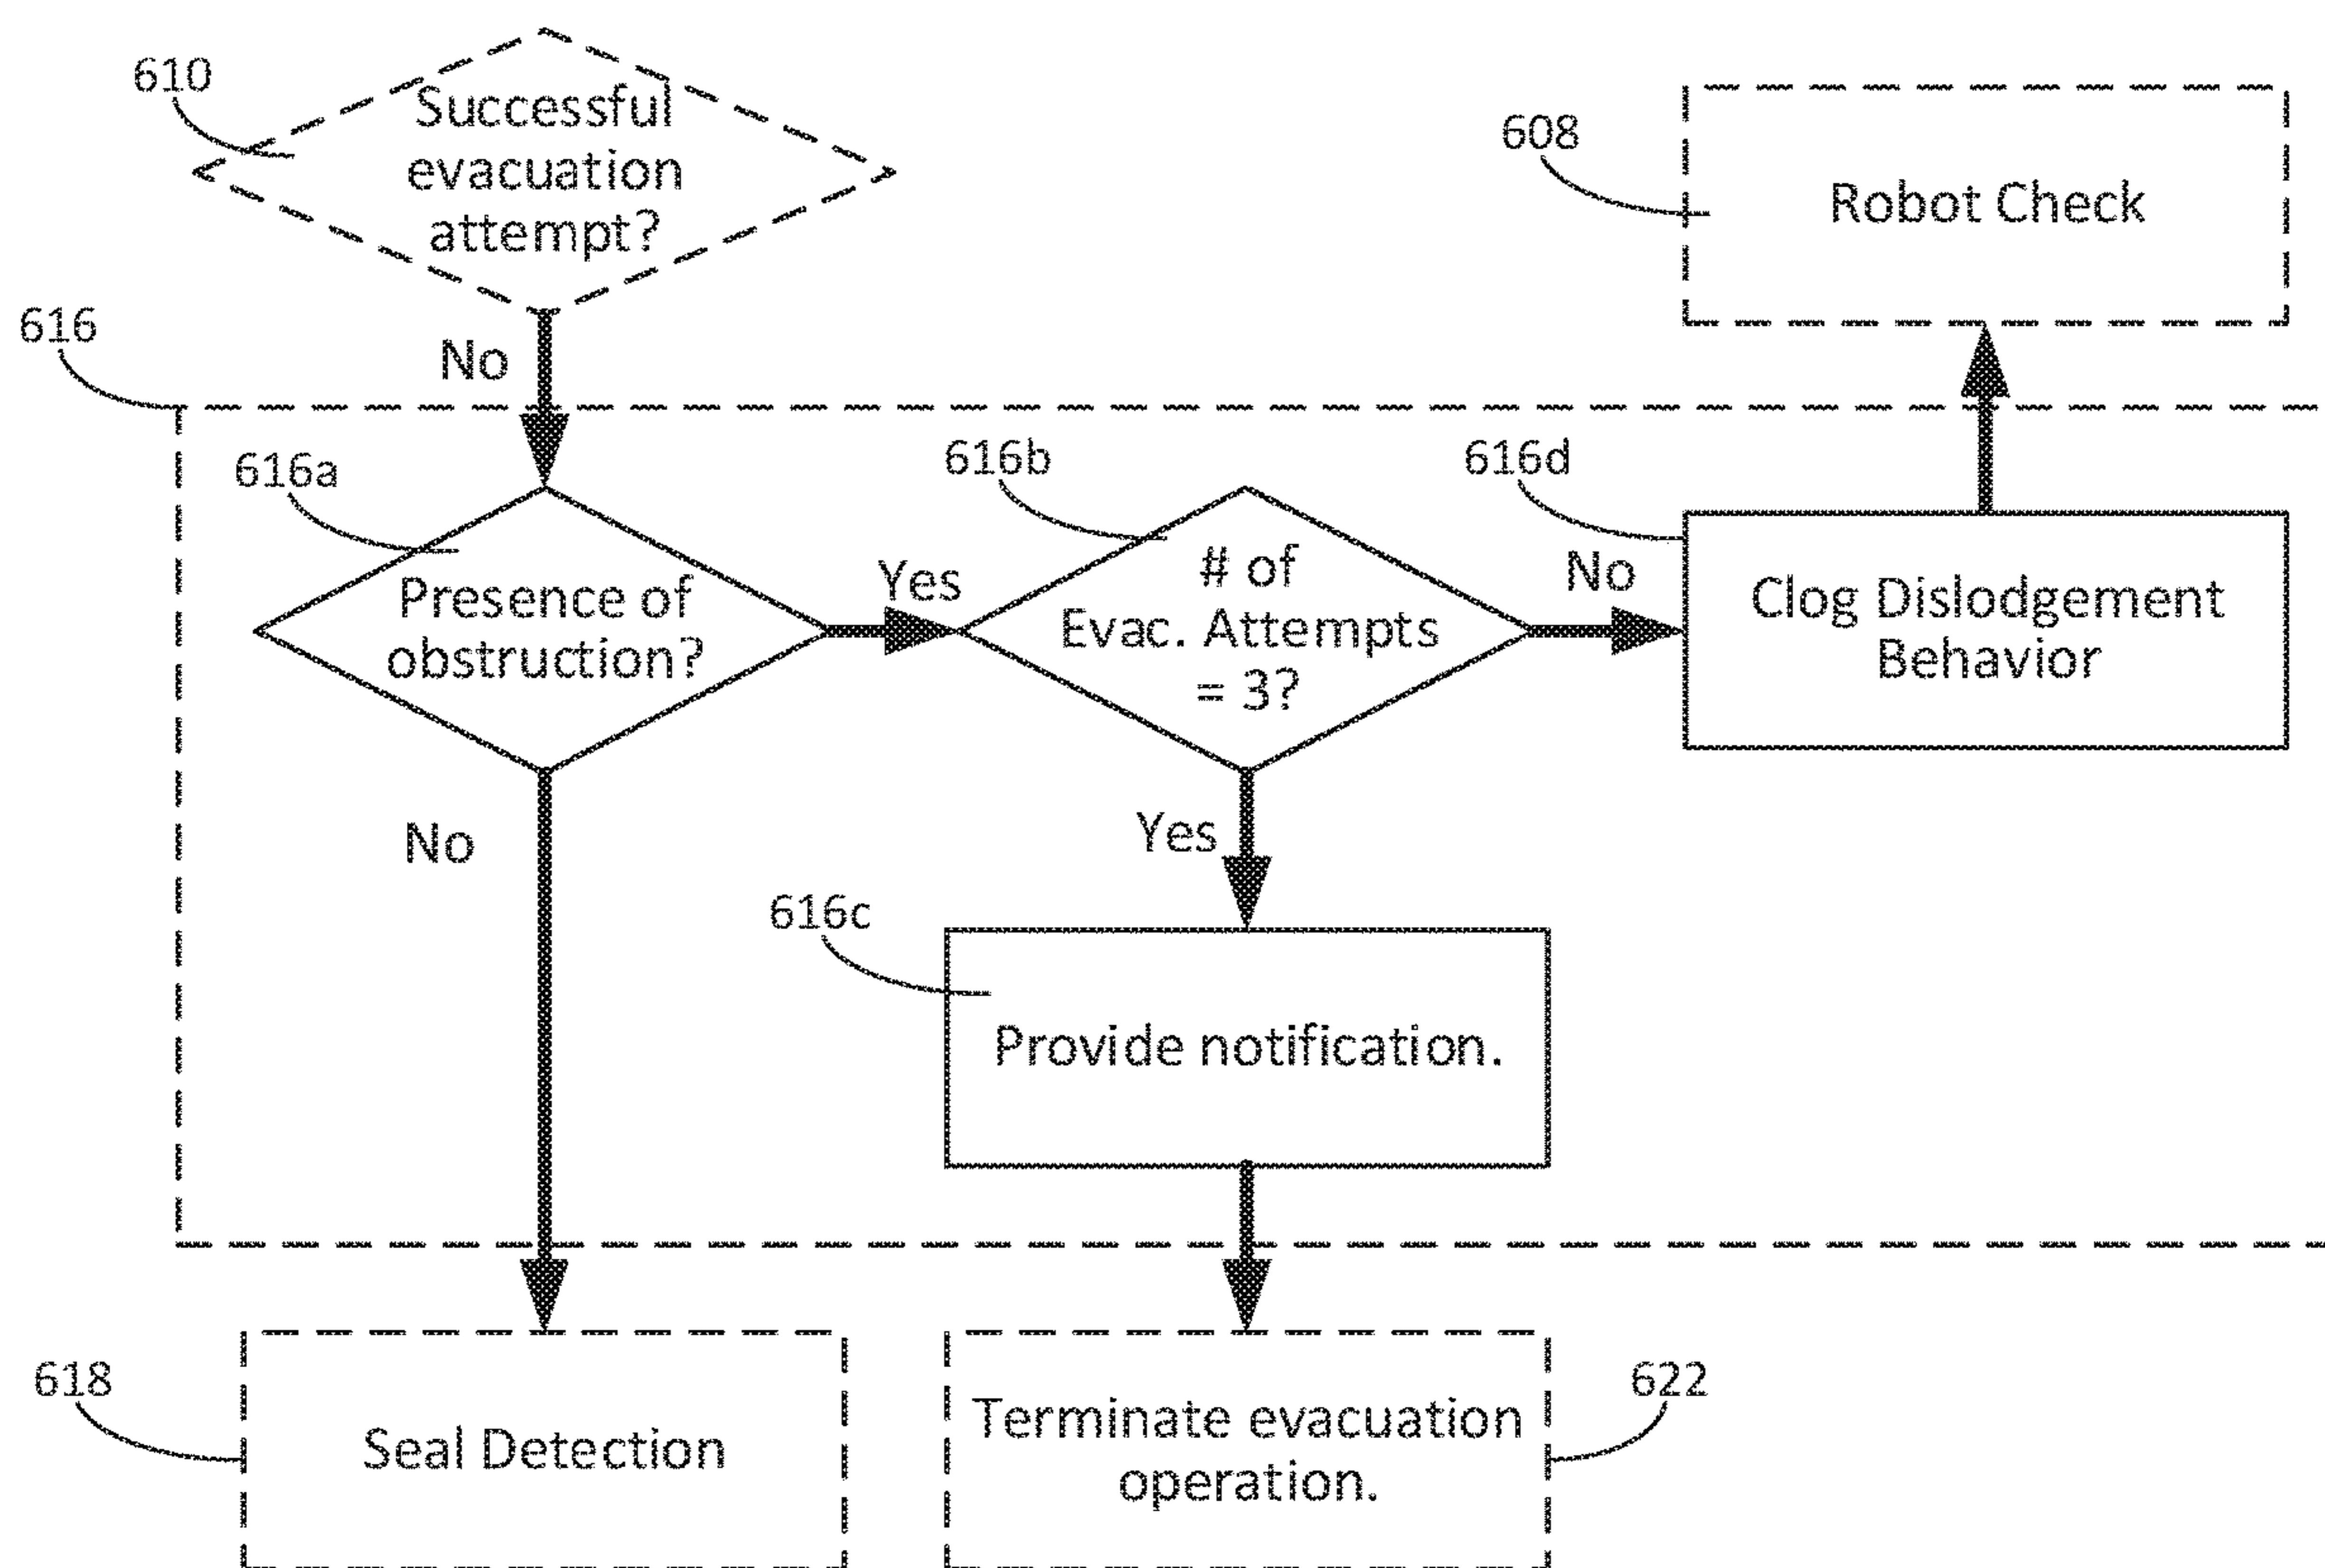 610
Successful
evacuation
attempt?
608
Robot Check
616
No
616a
Presence of
obstruction?
Yes
616b
# of
Evac. Attempts
= 3?
No
616d
Clog Dislodgement
Behavior
No
Yes
616c
Provide notification.
618
Seal Detection
Terminate evacuation
operation.
622